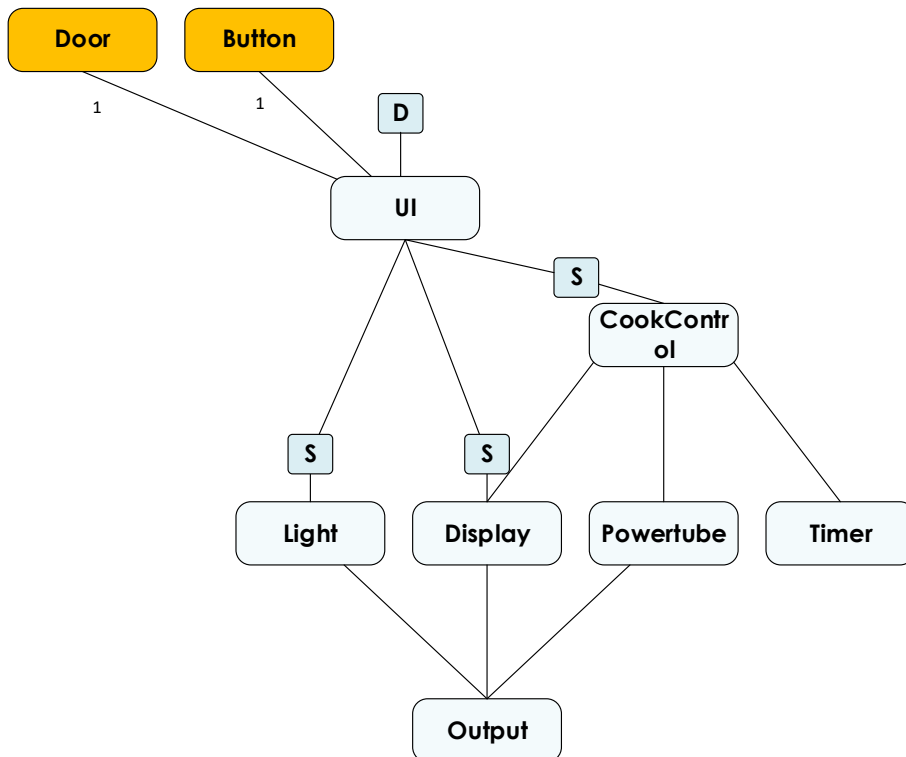 Door
Button
1
1
D
UI
S
CookContr
ol
S
S
Light
Display
Powertube
Timer
Output